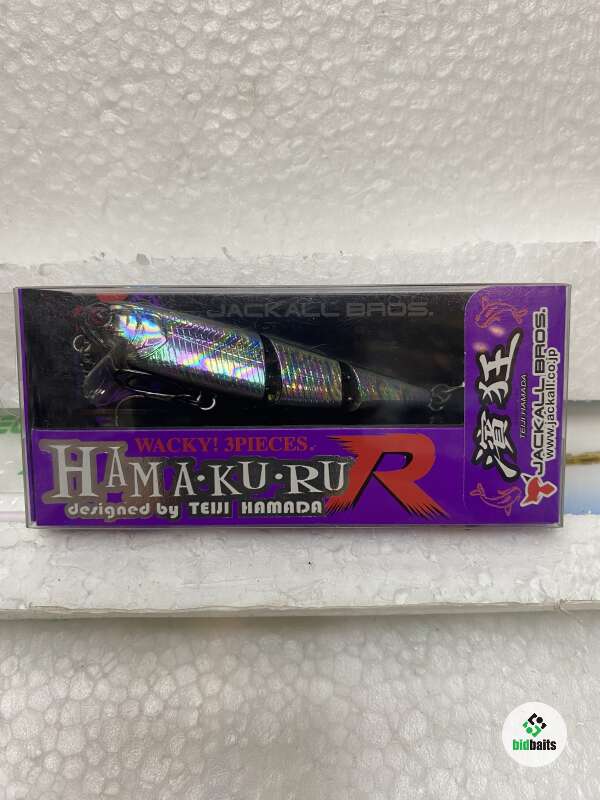 JACKALL BROS.
WACKY! 3PIECES.
HAMA·KU·RU R
designed by TEIJI HAMADA
濱狂
TEIJI HAMADA
JACKALL BROS.
www.jackall.co.jp
bidbaits